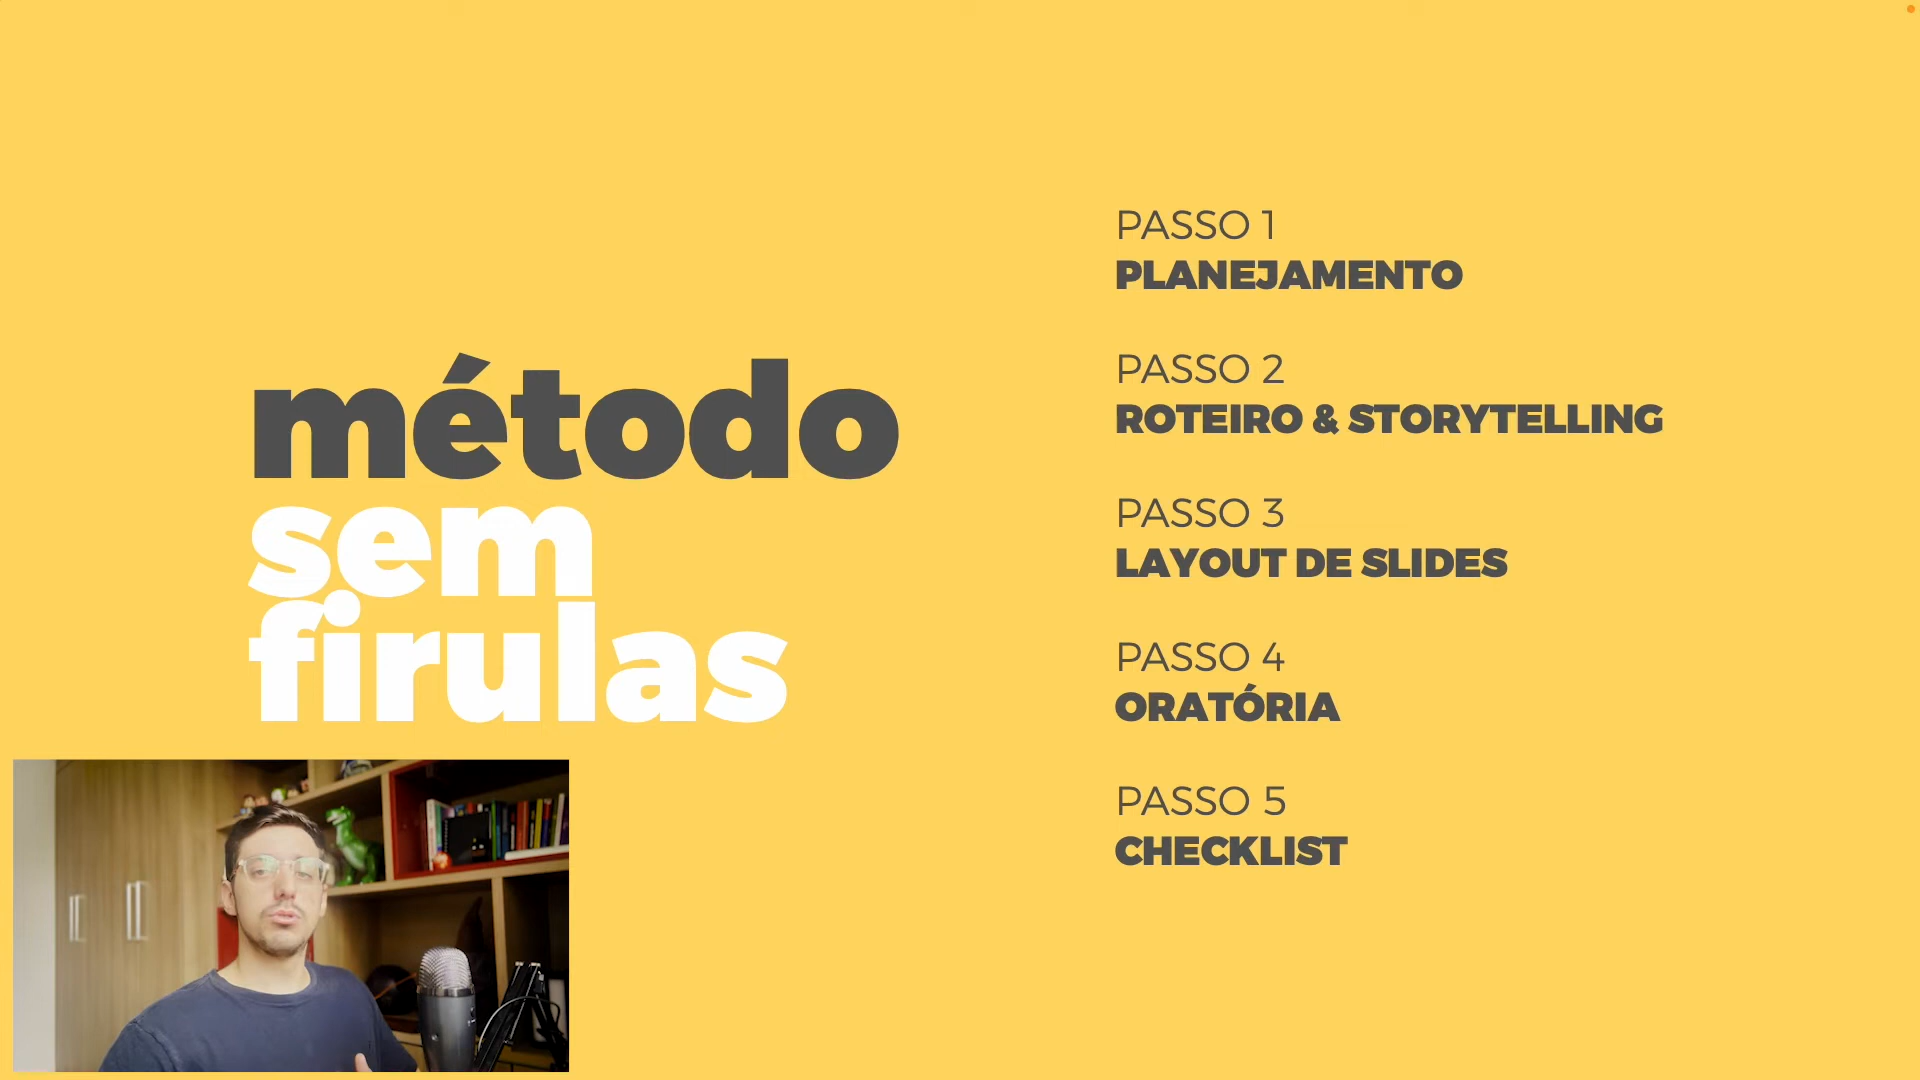 método
sem
firulas
PASSO 1
PLANEJAMENTO
PASSO 2
ROTEIRO & STORYTELLING
PASSO 3
LAYOUT DE SLIDES
PASSO 4
ORATÓRIA
PASSO 5
CHECKLIST